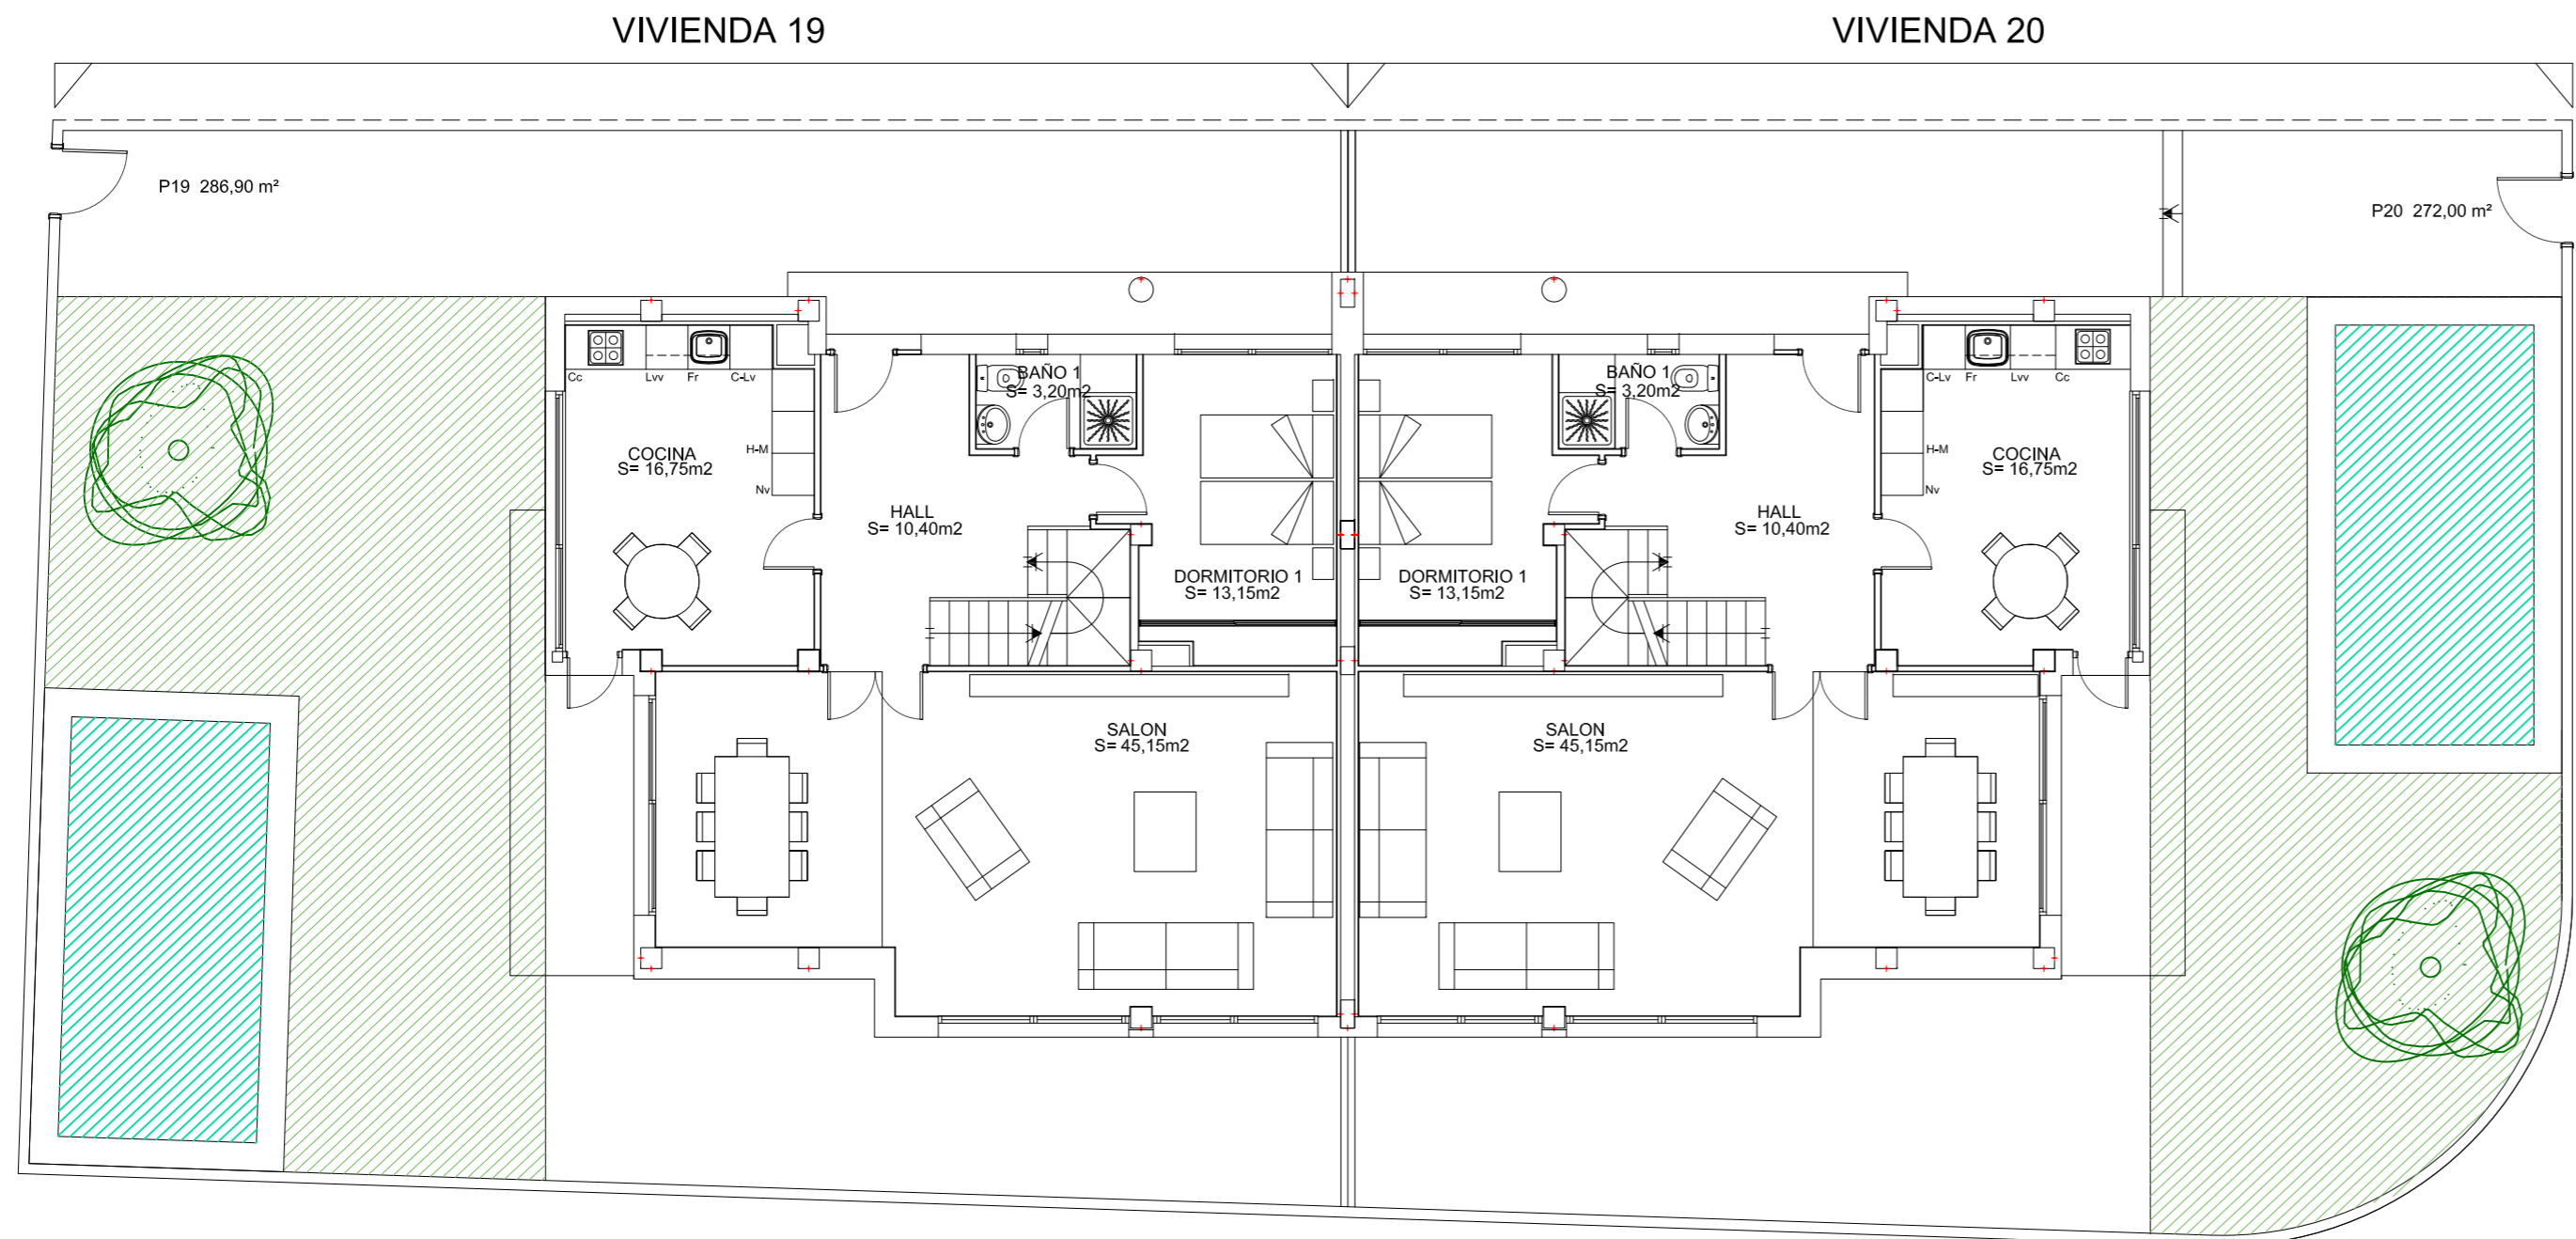 VIVIENDA 19
VIVIENDA 20
P19 286,90 m²
P20 272,00 m²
Cc
Lvv
Fr
C-Lv
BAÑO 1
S= 3,20m2
BAÑO 1
S= 3,20m2
C-Lv
Fr
Lvv
Cc
COCINA
S= 16,75m2
H-M
Nv
H-M
Nv
COCINA
S= 16,75m2
HALL
S= 10,40m2
HALL
S= 10,40m2
DORMITORIO 1
S= 13,15m2
DORMITORIO 1
S= 13,15m2
SALON
S= 45,15m2
SALON
S= 45,15m2